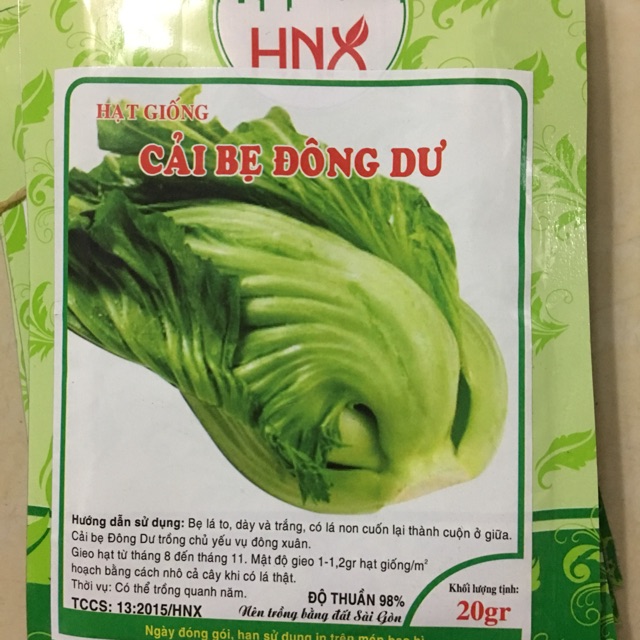 HNX
HẠT GIỐNG
CẢI BẸ ĐÔNG DƯ
Hướng dẫn sử dụng: Bẹ lá to, dày và trắng, có lá non cuốn lại thành cuộn ở giữa.
Cải bẹ Đông Dư trồng chủ yếu vụ đông xuân.
Gieo hạt từ tháng 8 đến tháng 11. Mật độ gieo 1-1,2gr hạt giống/m²
hoạch bằng cách nhô cả cây khi có lá thật.
Thời vụ: Có thể trồng quanh năm.
ĐỘ THUẦN 98%
TCCS: 13:2015/HNX
Nên trồng bằng đất Sài Gòn
Khối lượng tịnh:
20gr
Ngày đóng gói, hạn sử dụng in trên mép bao bì